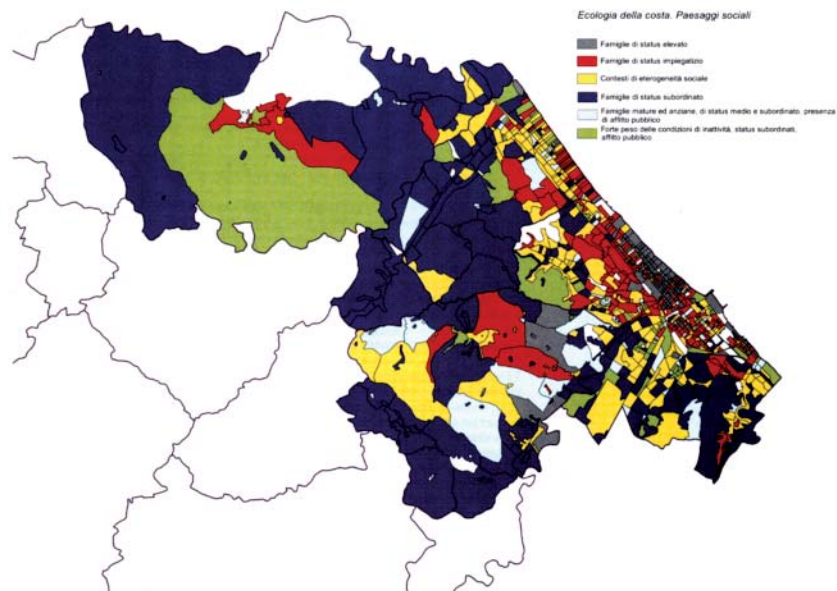 Ecologia della costa. Paesaggi sociali
Famiglie di status elevato
Famiglie di status impiegatizio
Contesti di eterogeneità sociale
Famiglie di status subordinato
Famiglie mature ed anziane, di status medio e subordinato, presenza
di affitto pubblico
Forte peso delle condizioni di inattività, status subordinati,
affitto pubblico